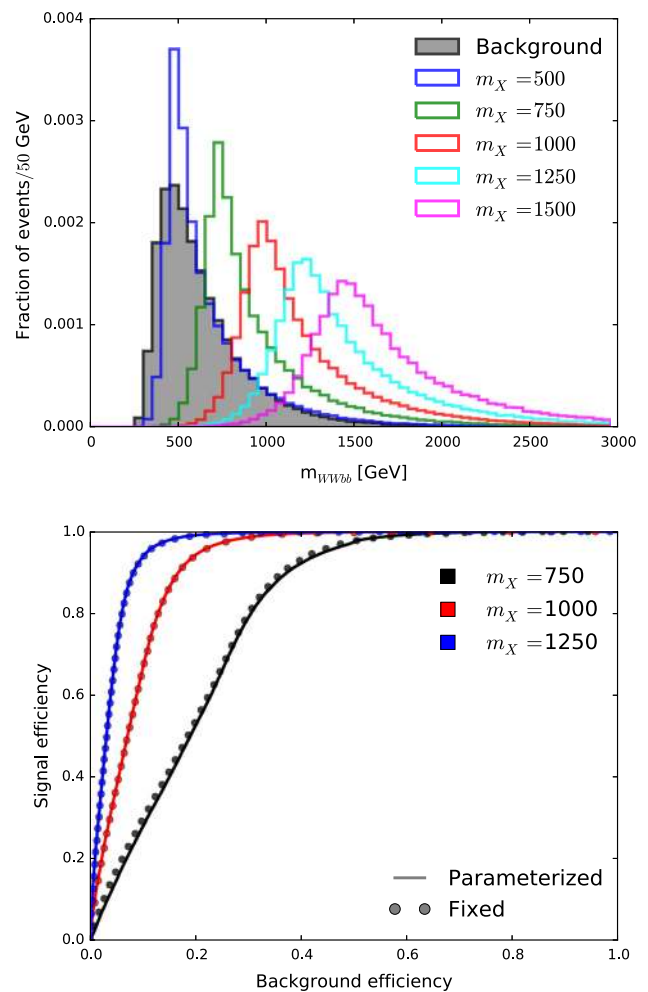 0.004
0.003
0.002
0.001
0.000
Fraction of events/50 GeV
Background
m_X =500
m_X =750
m_X =1000
m_X =1250
m_X =1500
0 500 1000 1500 2000 2500 3000
m_WWbb [GeV]
1.0
0.8
0.6
0.4
0.2
0.0
Signal efficiency
m_X =750
m_X =1000
m_X =1250
Parameterized
Fixed
0.0 0.2 0.4 0.6 0.8 1.0
Background efficiency